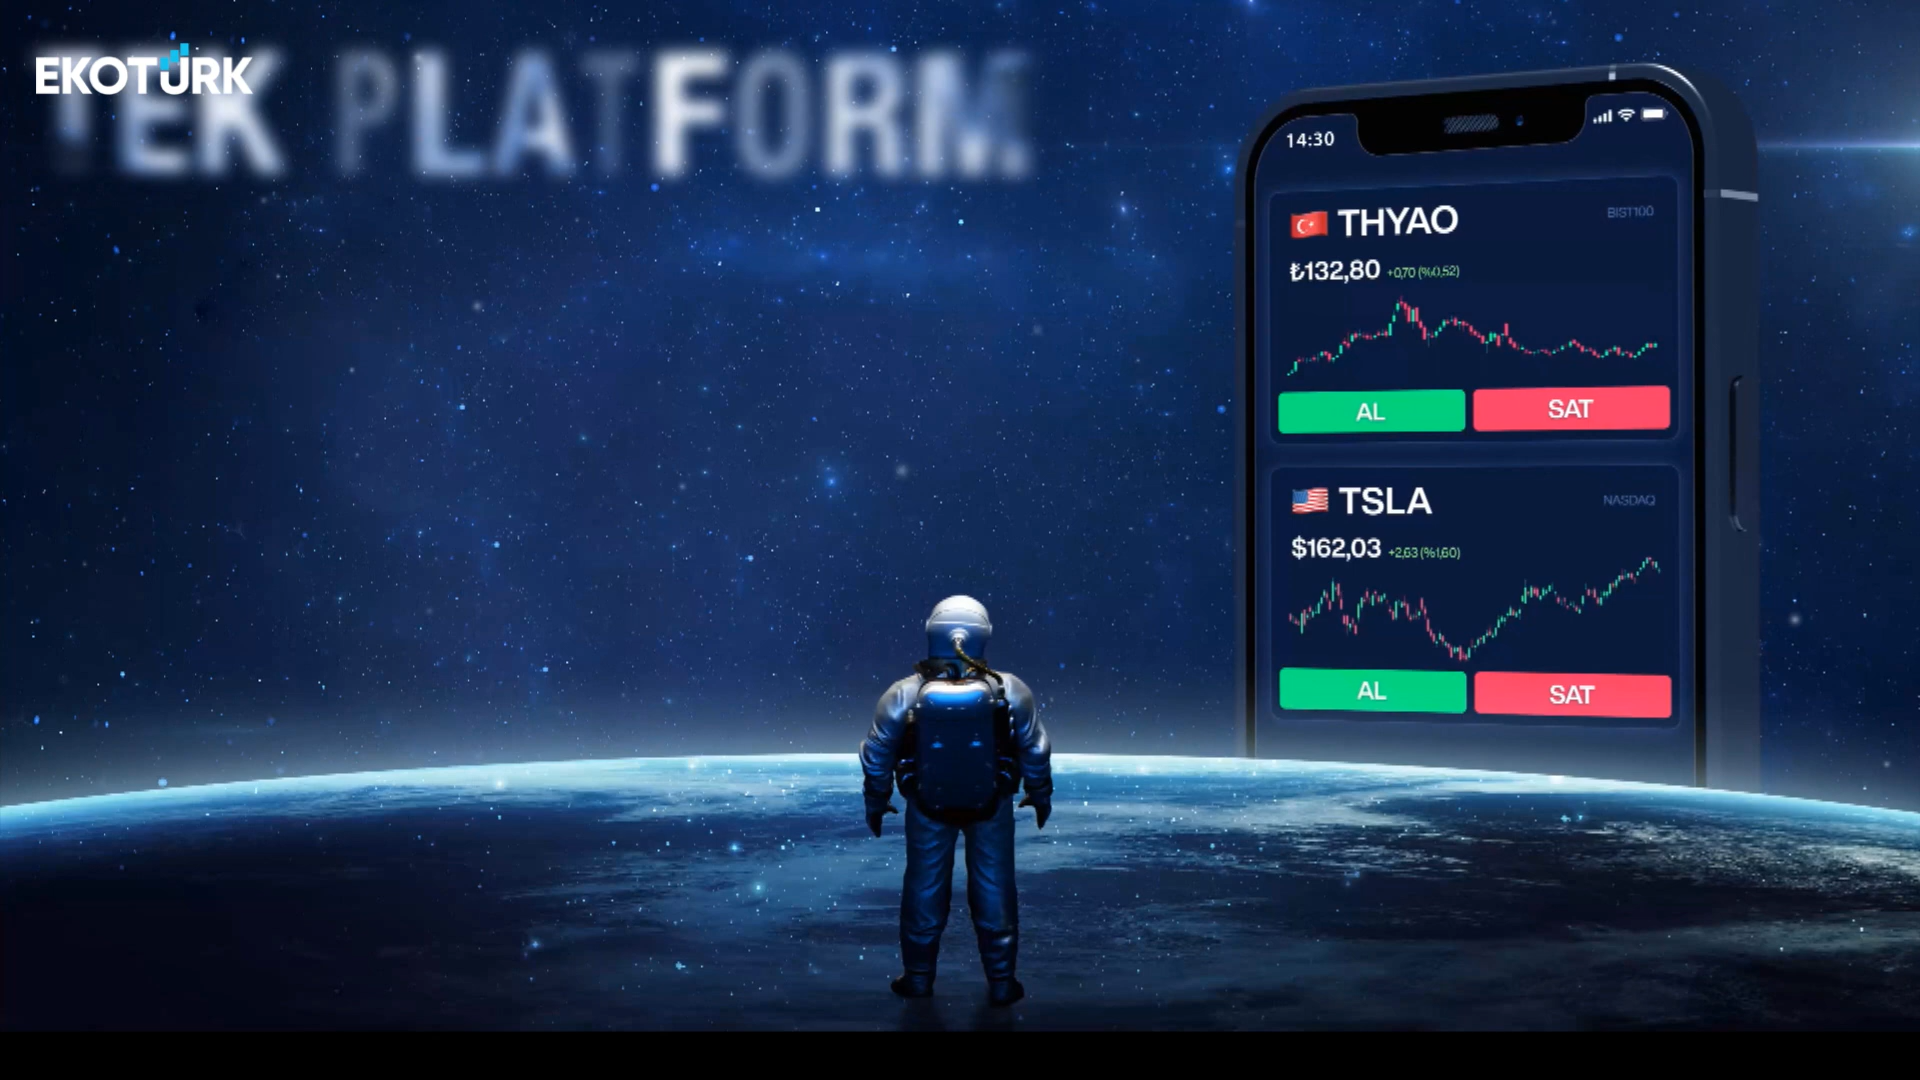 EKOTÜRK
TEK PLATFORM
14:30
THYAO
BIST100
₺132,80 +0,70 (%0,52)
AL
SAT
TSLA
NASDAQ
$162,03 +2,63 (%1,60)
AL
SAT